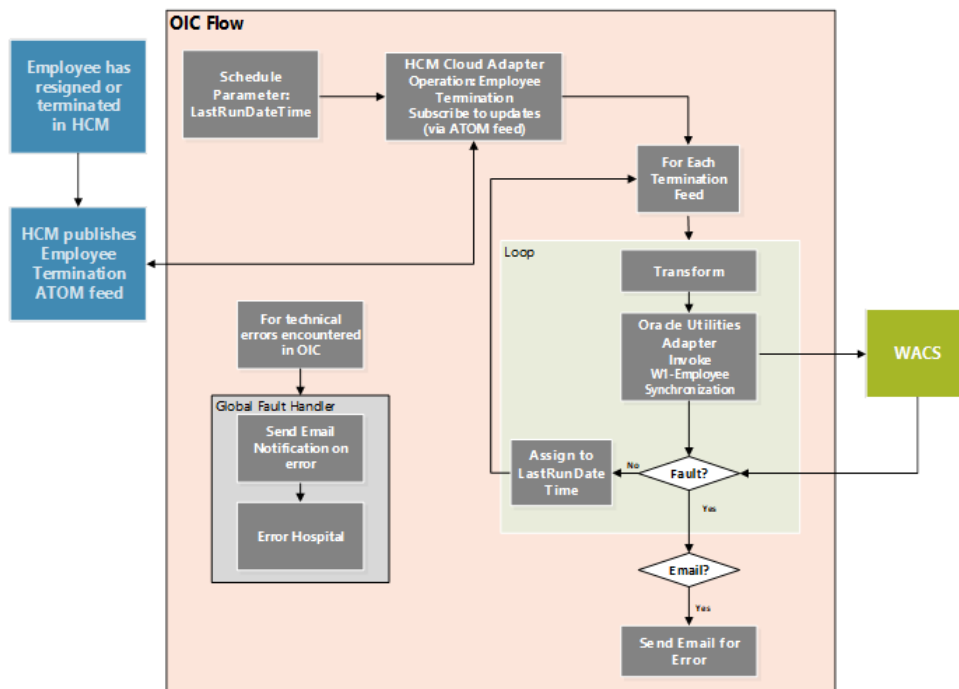 OIC Flow
Employee has
resigned or
terminated
in HCM
Schedule
Parameter:
LastRunDateTime
HCM Cloud Adapter
Operation: Employee
Termination
Subscribe to updates
(via ATOM feed)
For Each
Termination
Feed
HCM publishes
Employee
Termination
ATOM feed
Loop
Transform
For technical
errors encountered
in OIC
Oracle Utilities
Adapter
Invoke
W1-Employee
Synchronization
WACS
Global Fault Handler
Send Email
Notification on
error
Assign to
LastRunDate
Time
No
Fault?
Yes
Error Hospital
Email?
Yes
Send Email for
Error